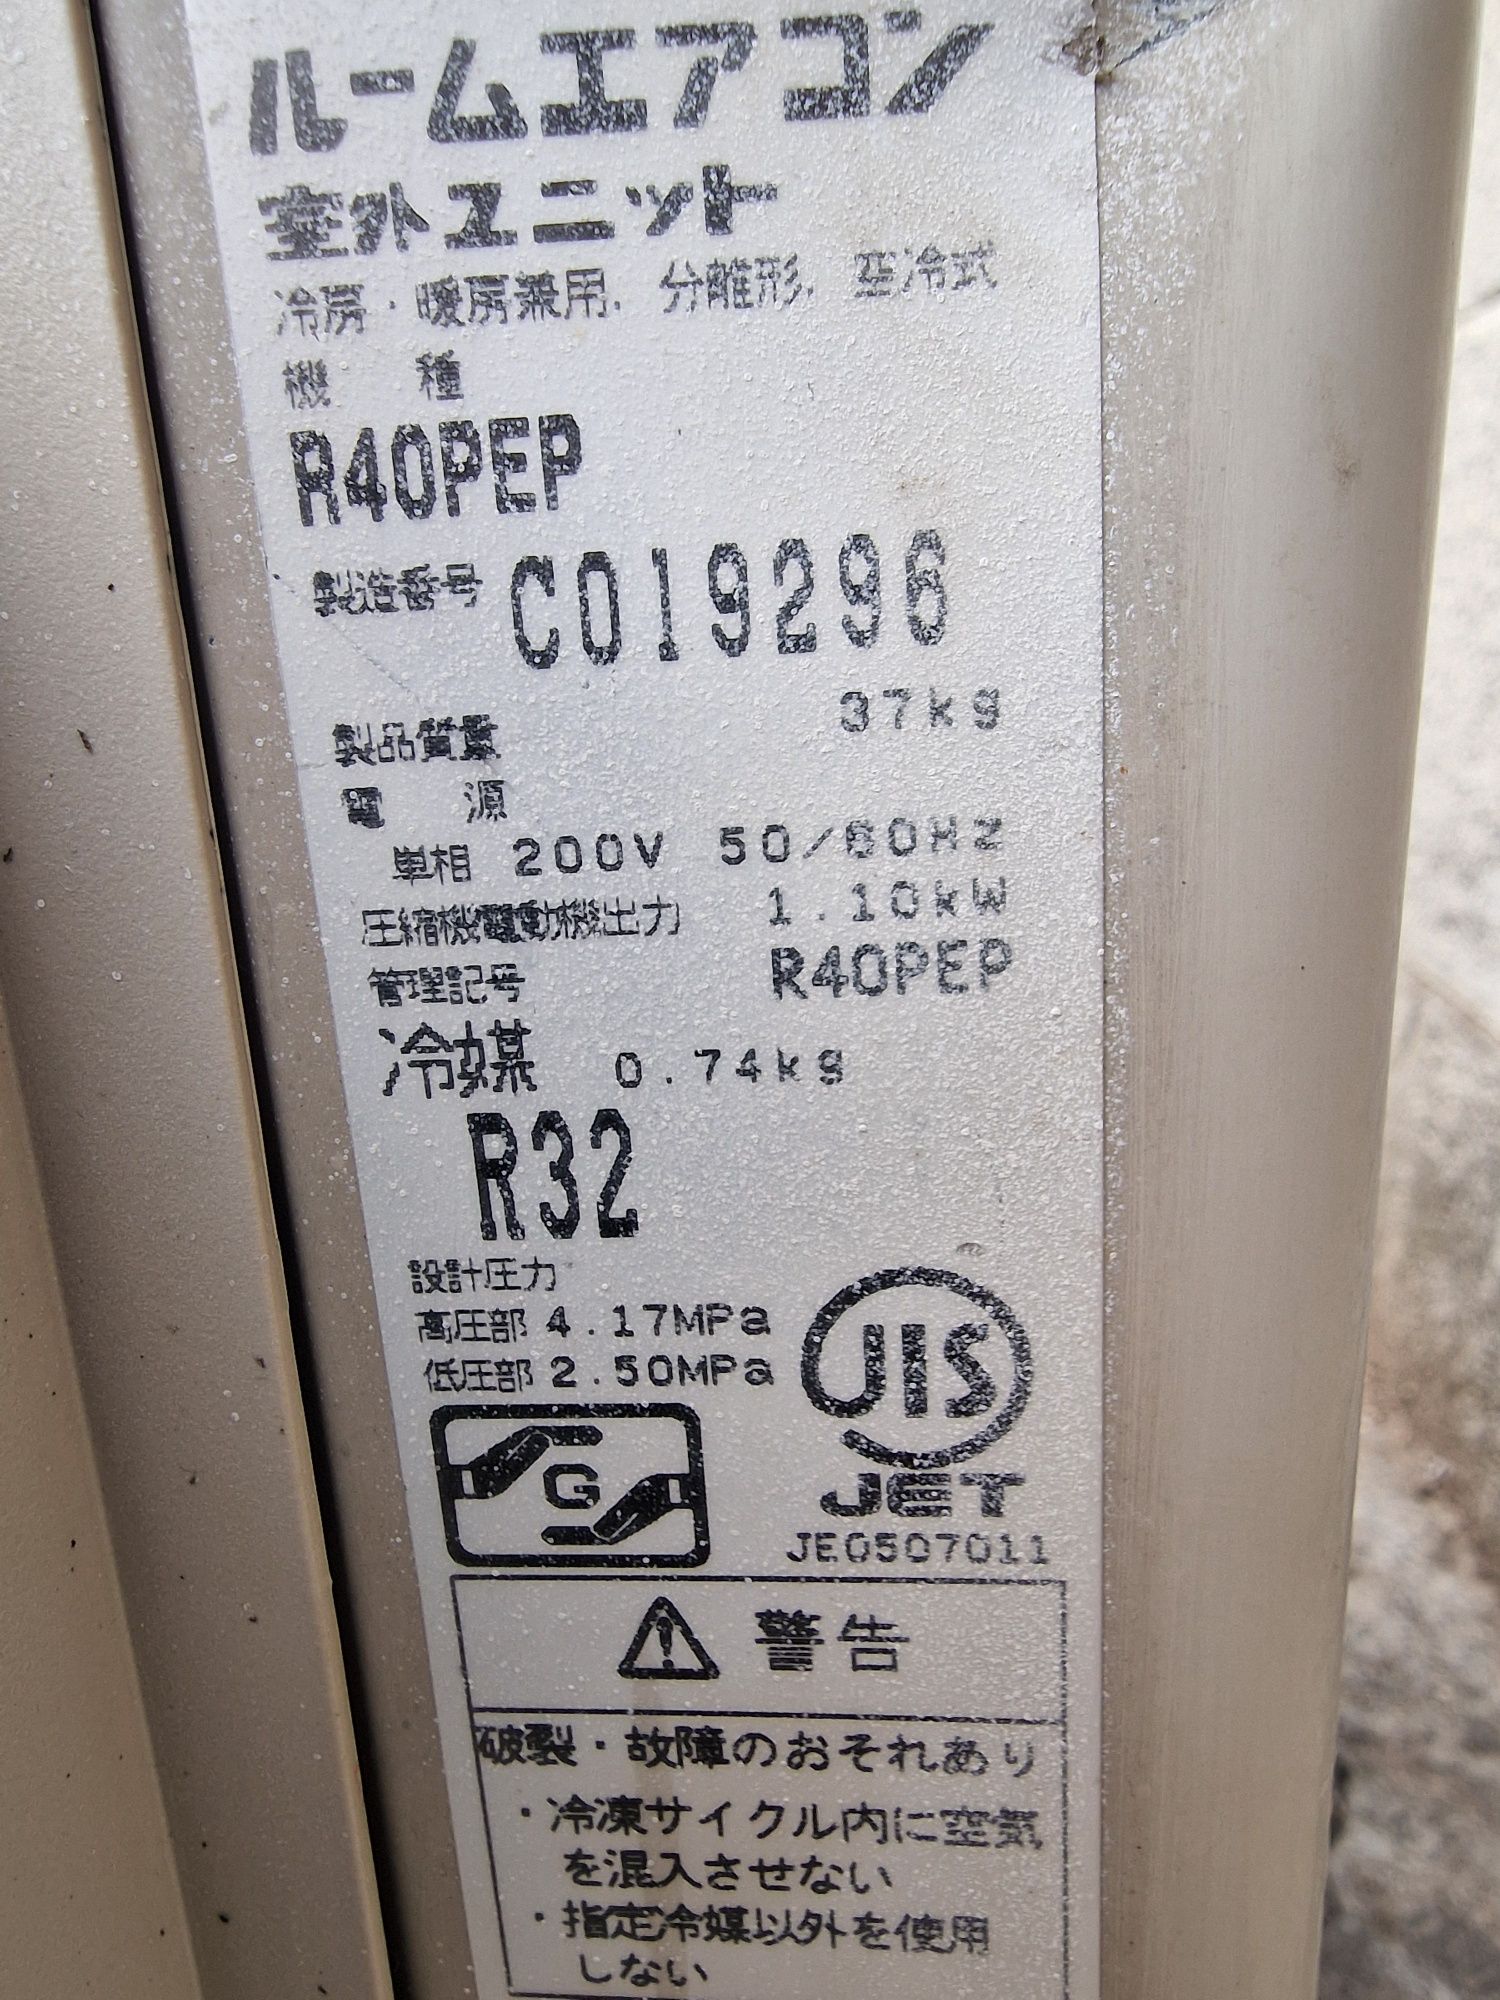 ルームエアコン
室外ユニット
冷房・暖房兼用, 分離形, 空冷式
機 種
R40PEP
製造番号 C019296
製品質量 37kg
電 源
単相 200V 50/60Hz
圧縮機電動機出力 1.10kW
管理記号 R40PEP
冷媒 0.74kg
R32
設計圧力
高圧部 4.17MPa
低圧部 2.50MPa
JIS
G
JET
JE0507011
警告
破裂・故障のおそれあり
・冷凍サイクル内に空気
を混入させない
・指定冷媒以外を使用
しない